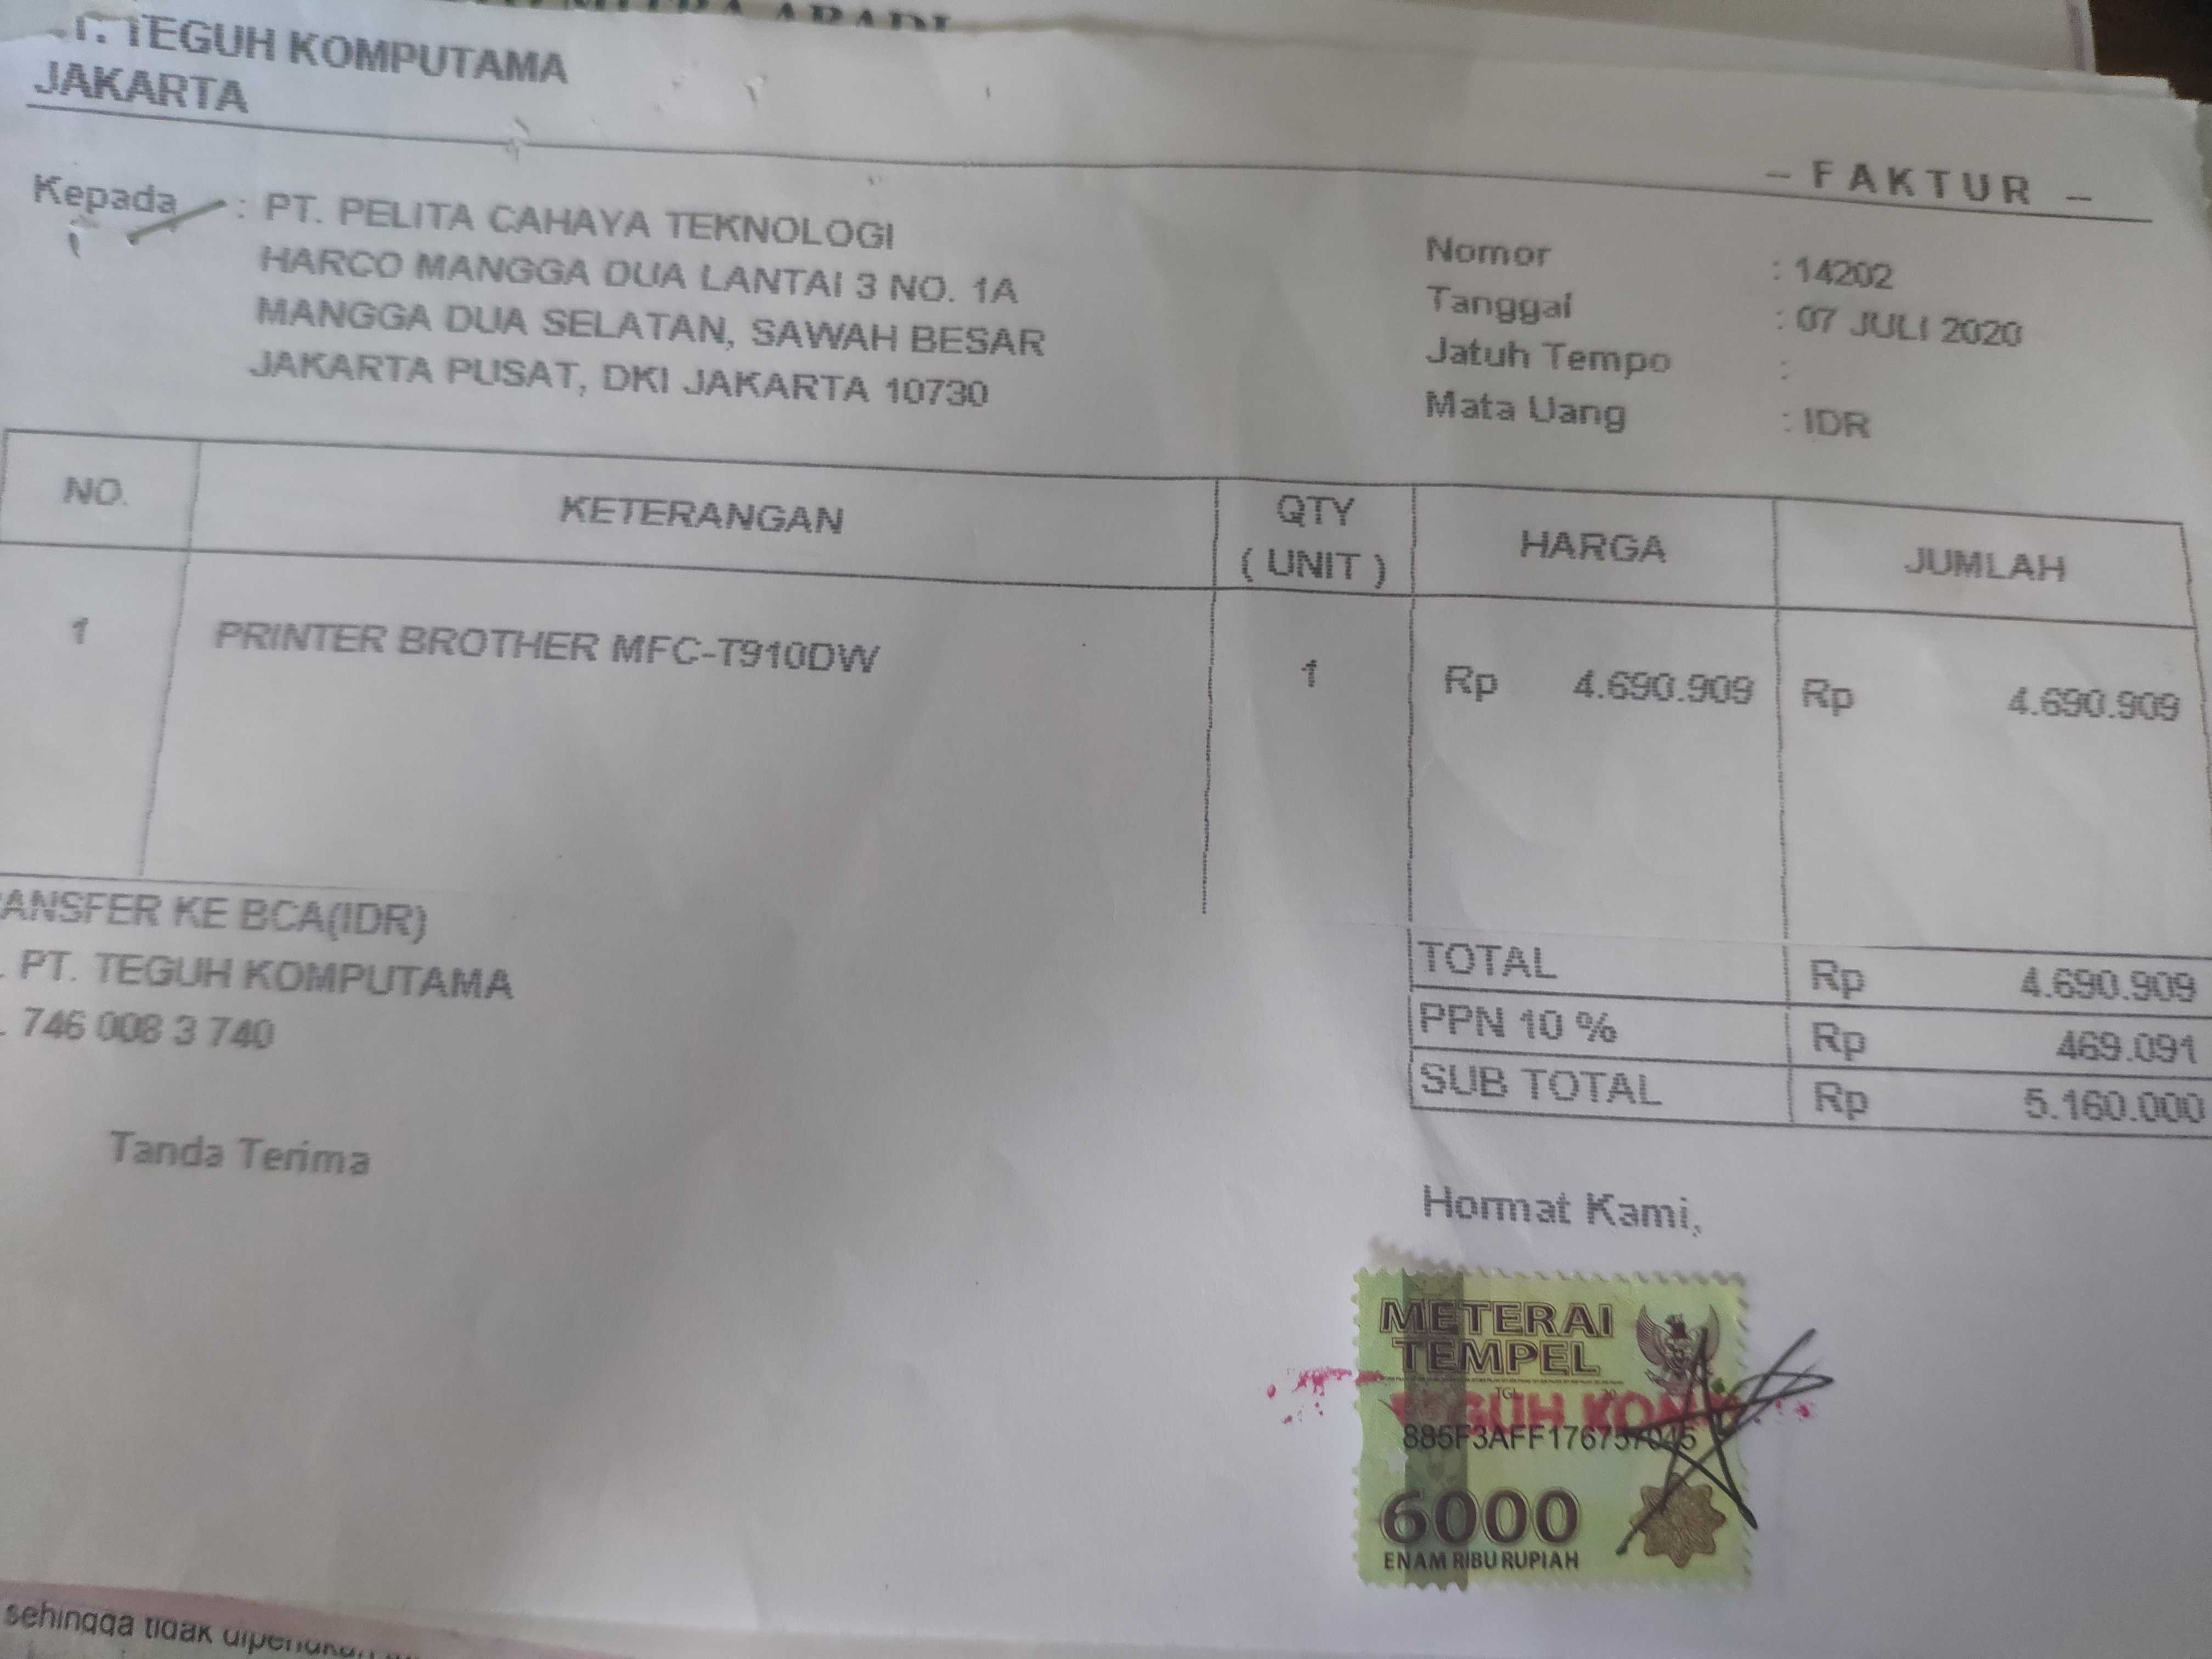 TEGUH KOMPUTAMA
JAKARTA
- FAKTUR -
Kepada : PT. PELITA CAHAYA TEKNOLOGI
HARCO MANGGA DUA LANTAI 3 NO. 1A
MANGGA DUA SELATAN, SAWAH BESAR
JAKARTA PUSAT, DKI JAKARTA 10730
Nomor : 14202
Tanggal : 07 JULI 2020
Jatuh Tempo :
Mata Uang : IDR
NO. KETERANGAN QTY ( UNIT ) HARGA JUMLAH
1 PRINTER BROTHER MFC-T910DW 1 Rp 4.690.909 Rp 4.690.909
ANSFER KE BCA(IDR)
PT. TEGUH KOMPUTAMA
746 008 3 740
TOTAL Rp 4.690.909
PPN 10 % Rp 469.091
SUB TOTAL Rp 5.160.000
Tanda Terima
Hormat Kami,
METERAI
TEMPEL
TGL 20
GUH KOM
885F3AFF176757045
6000
ENAM RIBU RUPIAH
sehingga tidak